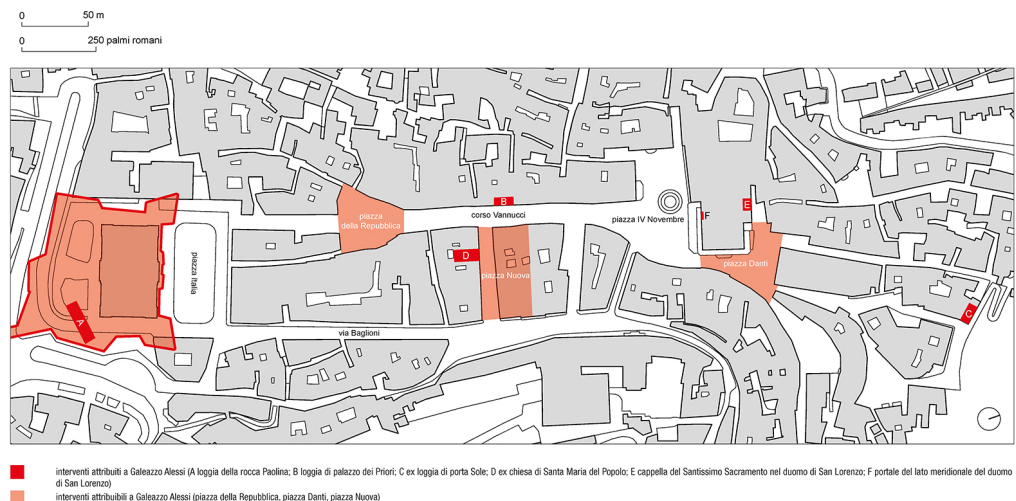 0 50 m
0 250 palmi romani
piazza
della Repubblica
B
corso Vannucci
piazza IV Novembre
F
E
D
piazza Nuova
piazza Danti
piazza Italia
A
C
via Baglioni
interventi attribuiti a Galeazzo Alessi (A loggia della rocca Paolina; B loggia di palazzo dei Priori; C ex loggia di porta Sole; D ex chiesa di Santa Maria del Popolo; E cappella del Santissimo Sacramento nel duomo di San Lorenzo; F portale del lato meridionale del duomo
di San Lorenzo)
interventi attribuibili a Galeazzo Alessi (piazza della Repubblica, piazza Danti, piazza Nuova)